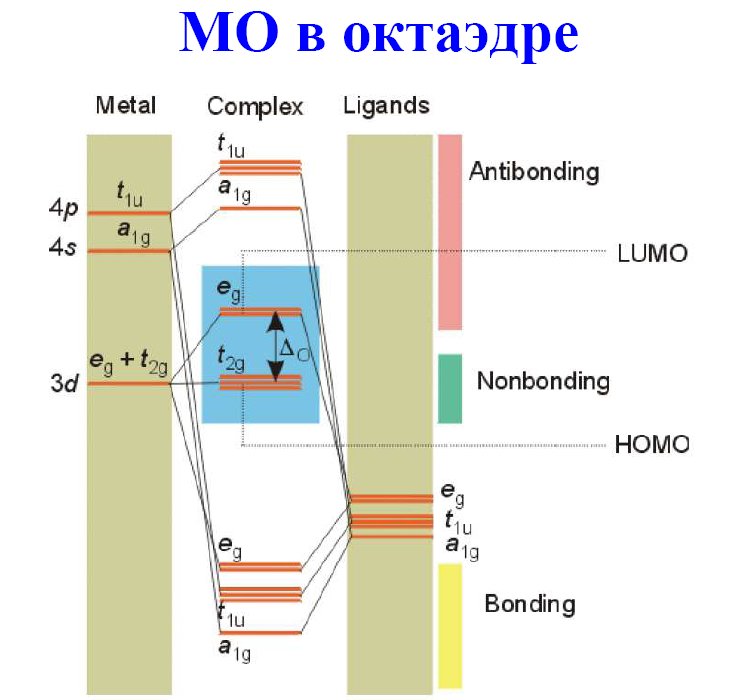 МО в октаэдре
Metal Complex Ligands
t1u
Antibonding
a1g
t1u
4p
a1g
4s
LUMO
eg
ΔO
t2g
eg + t2g
3d
Nonbonding
HOMO
eg
t1u
a1g
eg
Bonding
t1u
a1g